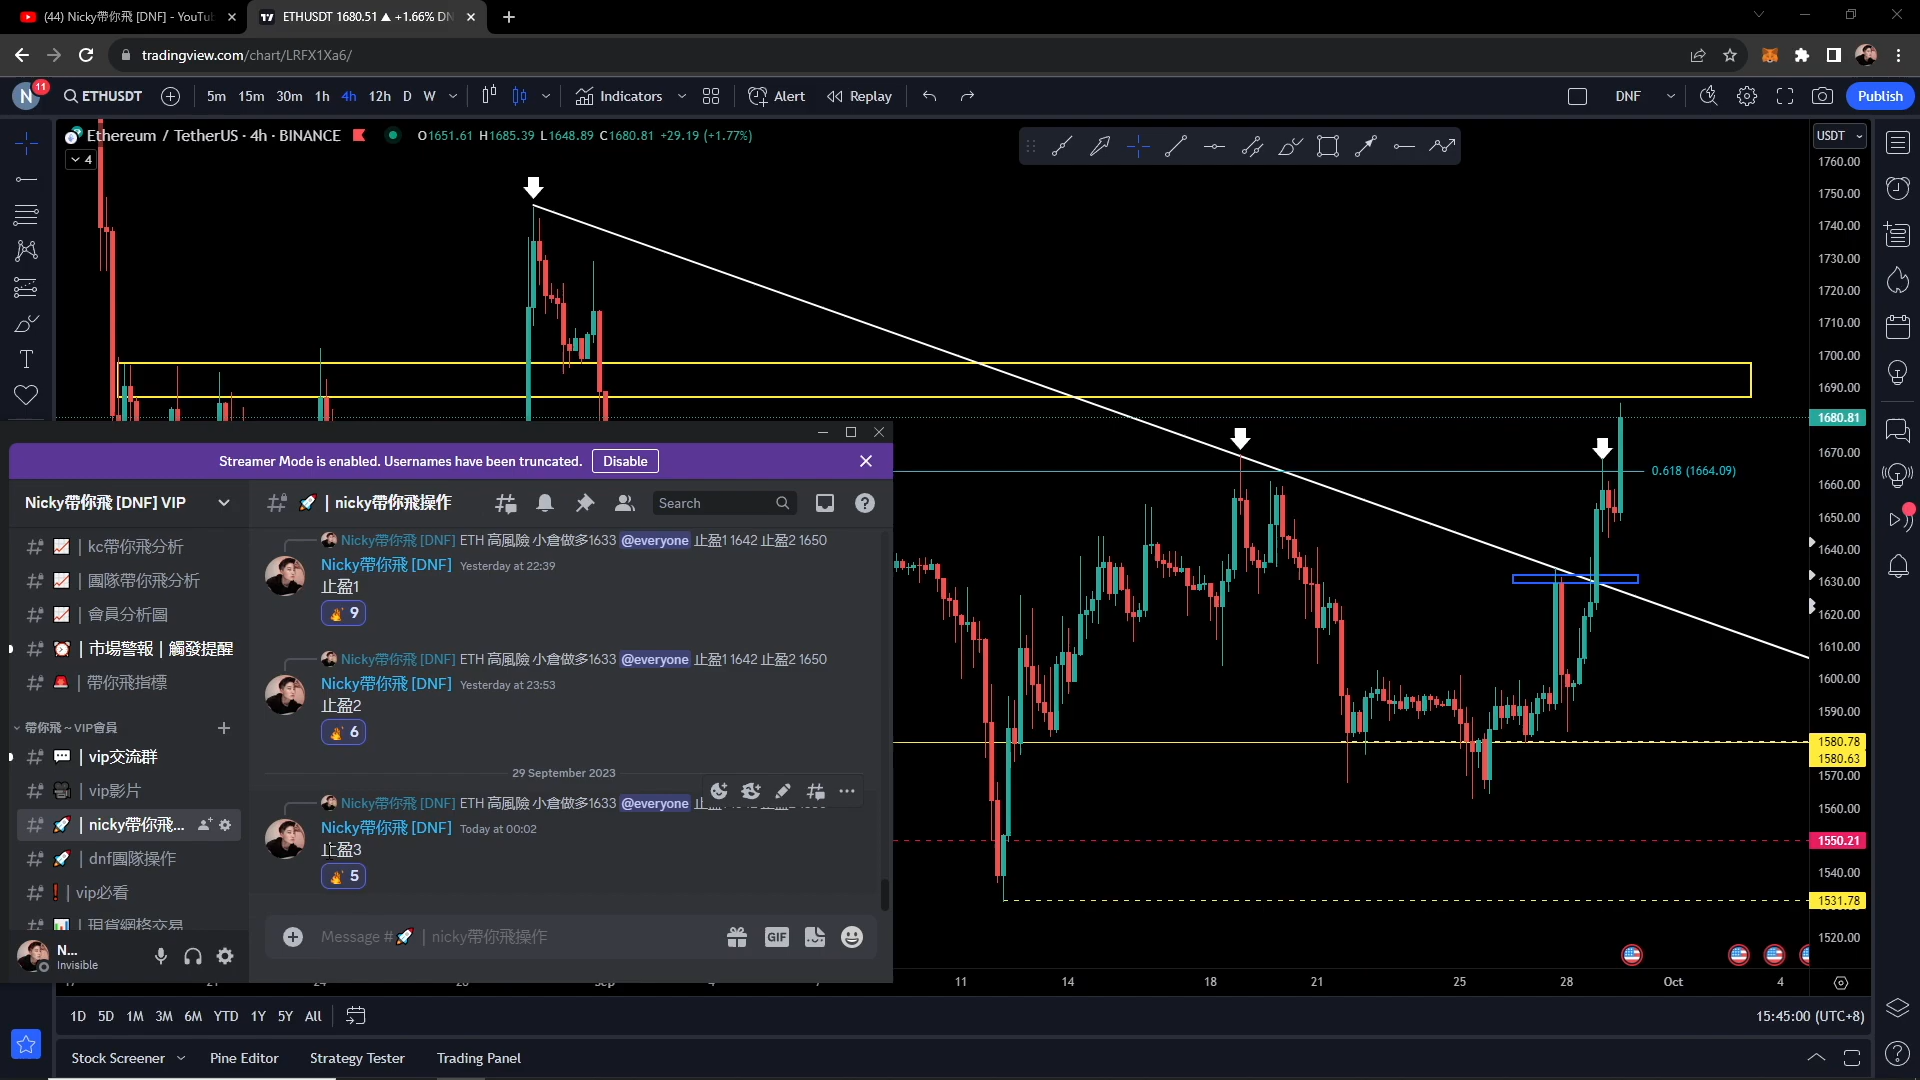 (44) Nicky帶你飛 [DNF] - YouTu
ETHUSDT 1680.51 ▲ +1.66% DN
tradingview.com/chart/LRFX1Xa6/
N
11
ETHUSDT
5m 15m 30m 1h 4h 12h D W
Indicators
Alert
Replay
DNF
Publish
Ethereum / TetherUS · 4h · BINANCE
O1651.61 H1685.39 L1648.89 C1680.81 +29.19 (+1.77%)
4
USDT
1760.00
1750.00
1740.00
1730.00
1720.00
1710.00
1700.00
1690.00
1680.81
1670.00
1660.00
1650.00
1640.00
1630.00
1620.00
1610.00
1600.00
1590.00
1580.78
1580.63
1570.00
1560.00
1550.21
1540.00
1531.78
1520.00
0.618 (1664.09)
Streamer Mode is enabled. Usernames have been truncated.
Disable
Nicky帶你飛 [DNF] VIP
| kc帶你飛分析
| 團隊帶你飛分析
| 會員分析圖
| 市場警報 | 觸發提醒
| 帶你飛指標
帶你飛 ~ VIP會員
| vip交流群
| vip影片
| nicky帶你飛...
| dnf團隊操作
| vip必看
| 現貨網格交易
N...
Invisible
| nicky帶你飛操作
Search
Nicky帶你飛 [DNF] ETH 高風險 小倉做多1633 @everyone 止盈1 1642 止盈2 1650
Nicky帶你飛 [DNF] Yesterday at 22:39
止盈1
9
Nicky帶你飛 [DNF] ETH 高風險 小倉做多1633 @everyone 止盈1 1642 止盈2 1650
Nicky帶你飛 [DNF] Yesterday at 23:53
止盈2
6
29 September 2023
Nicky帶你飛 [DNF] ETH 高風險 小倉做多1633 @everyone
Nicky帶你飛 [DNF] Today at 00:02
止盈3
5
Message # | nicky帶你飛操作
GIF
11 14 18 21 25 28 Oct 4
1D 5D 1M 3M 6M YTD 1Y 5Y All
15:45:00 (UTC+8)
Stock Screener
Pine Editor
Strategy Tester
Trading Panel